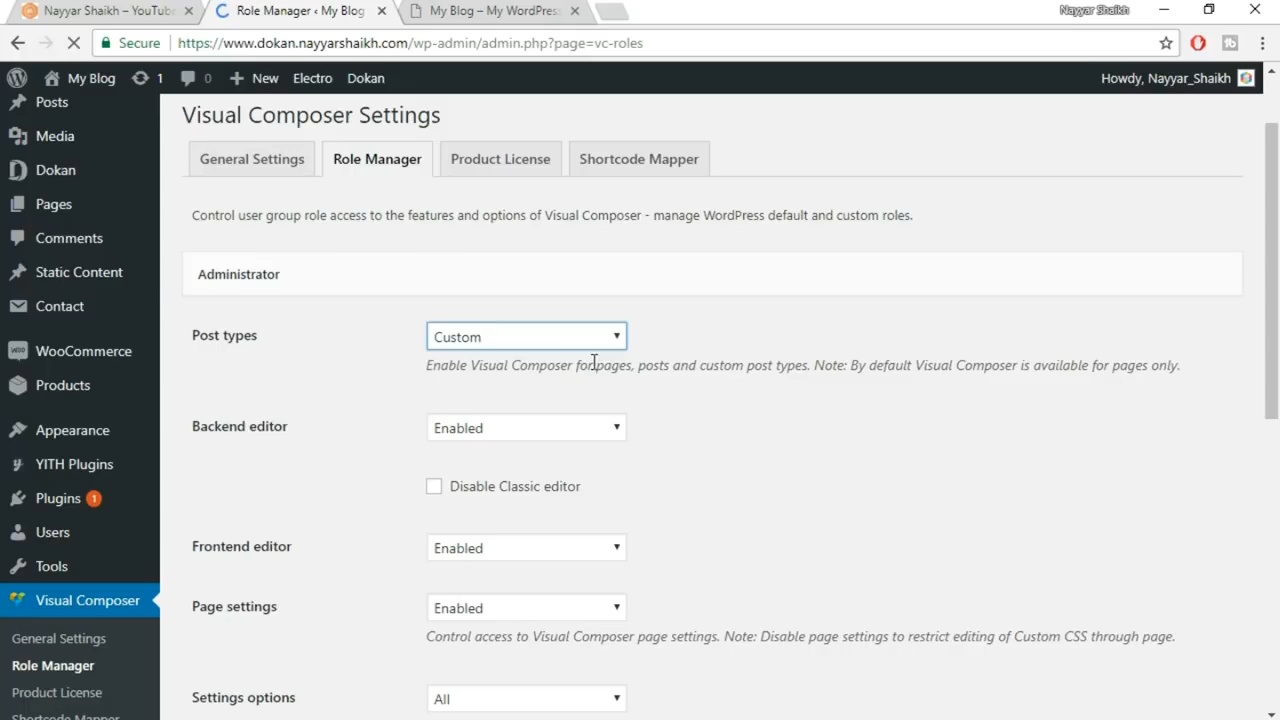 Nayyar Shaikh – YouTub
Role Manager ‹ My Blog
My Blog – My WordPress
Nayyar Shaikh
Secure
https://www.dokan.nayyarshaikh.com/wp-admin/admin.php?page=vc-roles
My Blog 1 0 New Electro Dokan
Howdy, Nayyar_Shaikh
Posts
Media
Dokan
Pages
Comments
Static Content
Contact
WooCommerce
Products
Appearance
YITH Plugins
Plugins 1
Users
Tools
Visual Composer
General Settings
Role Manager
Product License
Shortcode Mapper
Visual Composer Settings
General Settings
Role Manager
Product License
Shortcode Mapper
Control user group role access to the features and options of Visual Composer - manage WordPress default and custom roles.
Administrator
Post types
Custom
Enable Visual Composer for pages, posts and custom post types. Note: By default Visual Composer is available for pages only.
Backend editor
Enabled
Disable Classic editor
Frontend editor
Enabled
Page settings
Enabled
Control access to Visual Composer page settings. Note: Disable page settings to restrict editing of Custom CSS through page.
Settings options
All